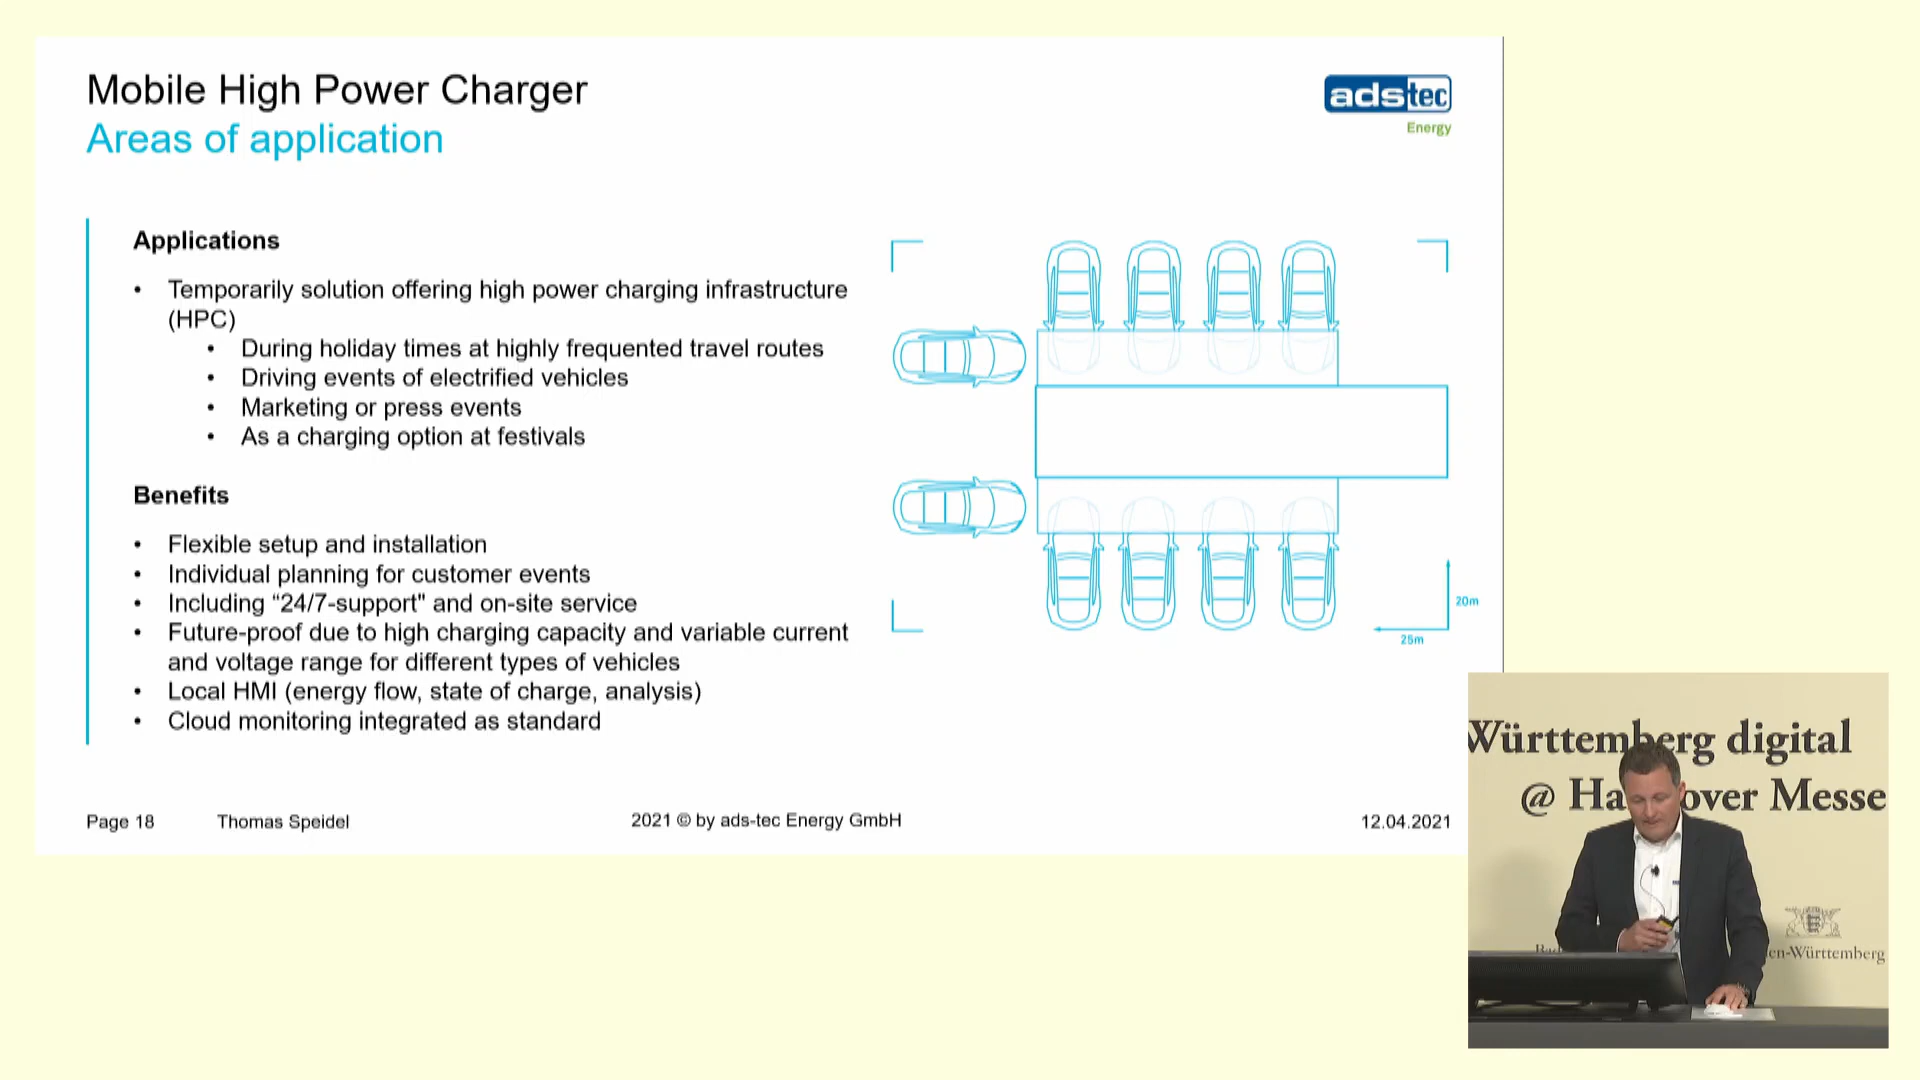 Mobile High Power Charger
Areas of application
adstec
Energy
Applications
• Temporarily solution offering high power charging infrastructure
(HPC)
• During holiday times at highly frequented travel routes
• Driving events of electrified vehicles
• Marketing or press events
• As a charging option at festivals
Benefits
• Flexible setup and installation
• Individual planning for customer events
• Including “24/7-support" and on-site service
• Future-proof due to high charging capacity and variable current
and voltage range for different types of vehicles
• Local HMI (energy flow, state of charge, analysis)
• Cloud monitoring integrated as standard
20m
25m
Page 18
Thomas Speidel
2021 © by ads-tec Energy GmbH
12.04.2021
Württemberg digital
@ Ha over Messe
en-Württemberg